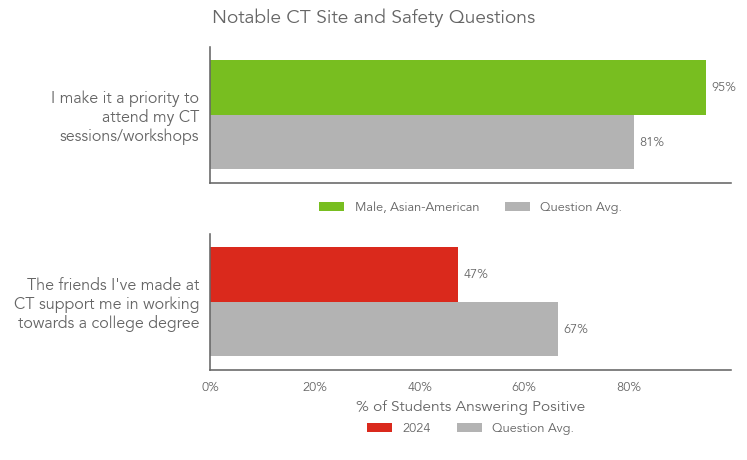 Notable CT Site and Safety Questions
I make it a priority to
attend my CT
sessions/workshops
95%
81%
Male, Asian-American
Question Avg.
The friends I've made at
CT support me in working
towards a college degree
47%
67%
0%
20%
40%
60%
80%
% of Students Answering Positive
2024
Question Avg.